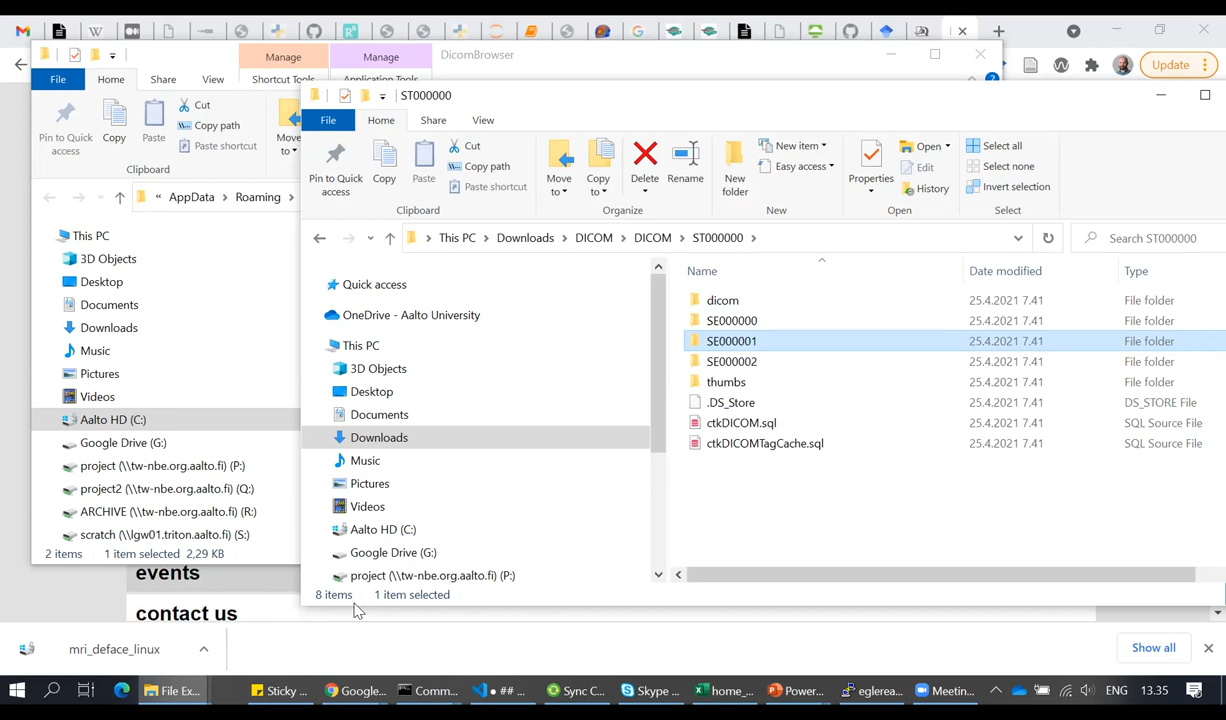 Manage
Manage
DicomBrowser
File
Home
Share
View
Shortcut Tools
Application Tools
Update
Pin to Quick access
Copy
Paste
Cut
Copy path
Paste shortcut
Move to
Clipboard
« AppData › Roaming ›
This PC
3D Objects
Desktop
Documents
Downloads
Music
Pictures
Videos
Aalto HD (C:)
Google Drive (G:)
project (\\tw-nbe.org.aalto.fi) (P:)
project2 (\\tw-nbe.org.aalto.fi) (Q:)
ARCHIVE (\\tw-nbe.org.aalto.fi) (R:)
scratch (\\lgw01.triton.aalto.fi) (S:)
2 items 1 item selected 2,29 KB
ST000000
File Home Share View
Pin to Quick access
Copy
Paste
Cut
Copy path
Paste shortcut
Clipboard
Move to
Copy to
Delete
Rename
Organize
New folder
New item
Easy access
New
Properties
Open
Edit
History
Open
Select all
Select none
Invert selection
Select
› This PC › Downloads › DICOM › DICOM › ST000000 ›
Search ST000000
Quick access
OneDrive - Aalto University
This PC
3D Objects
Desktop
Documents
Downloads
Music
Pictures
Videos
Aalto HD (C:)
Google Drive (G:)
project (\\tw-nbe.org.aalto.fi) (P:)
Name Date modified Type
dicom 25.4.2021 7.41 File folder
SE000000 25.4.2021 7.41 File folder
SE000001 25.4.2021 7.41 File folder
SE000002 25.4.2021 7.41 File folder
thumbs 25.4.2021 7.41 File folder
.DS_Store 25.4.2021 7.41 DS_STORE File
ctkDICOM.sql 25.4.2021 7.41 SQL Source File
ctkDICOMTagCache.sql 25.4.2021 7.41 SQL Source File
8 items 1 item selected
events
contact us
mri_deface_linux
Show all
File Ex...
Sticky ...
Google...
Comm...
● ## ...
Sync C...
Skype ...
home_...
Power...
eglerea...
Meetin...
ENG
13.35